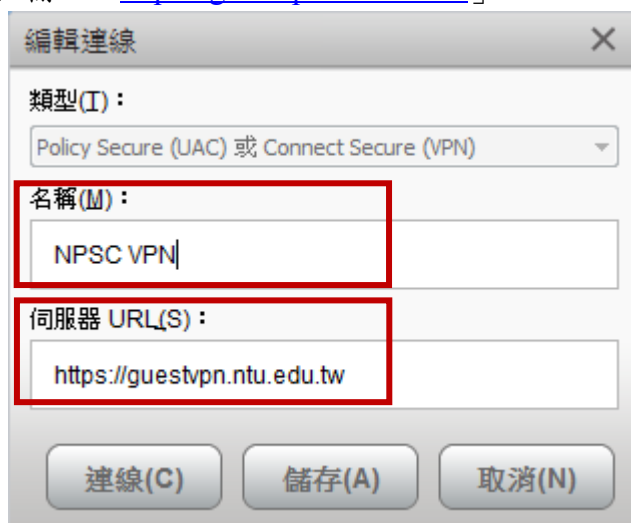 編輯連線
類型(T)：
Policy Secure (UAC) 或 Connect Secure (VPN)
名稱(M)：
NPSC VPN
伺服器 URL(S)：
https://guestvpn.ntu.edu.tw
連線(C) 儲存(A) 取消(N)